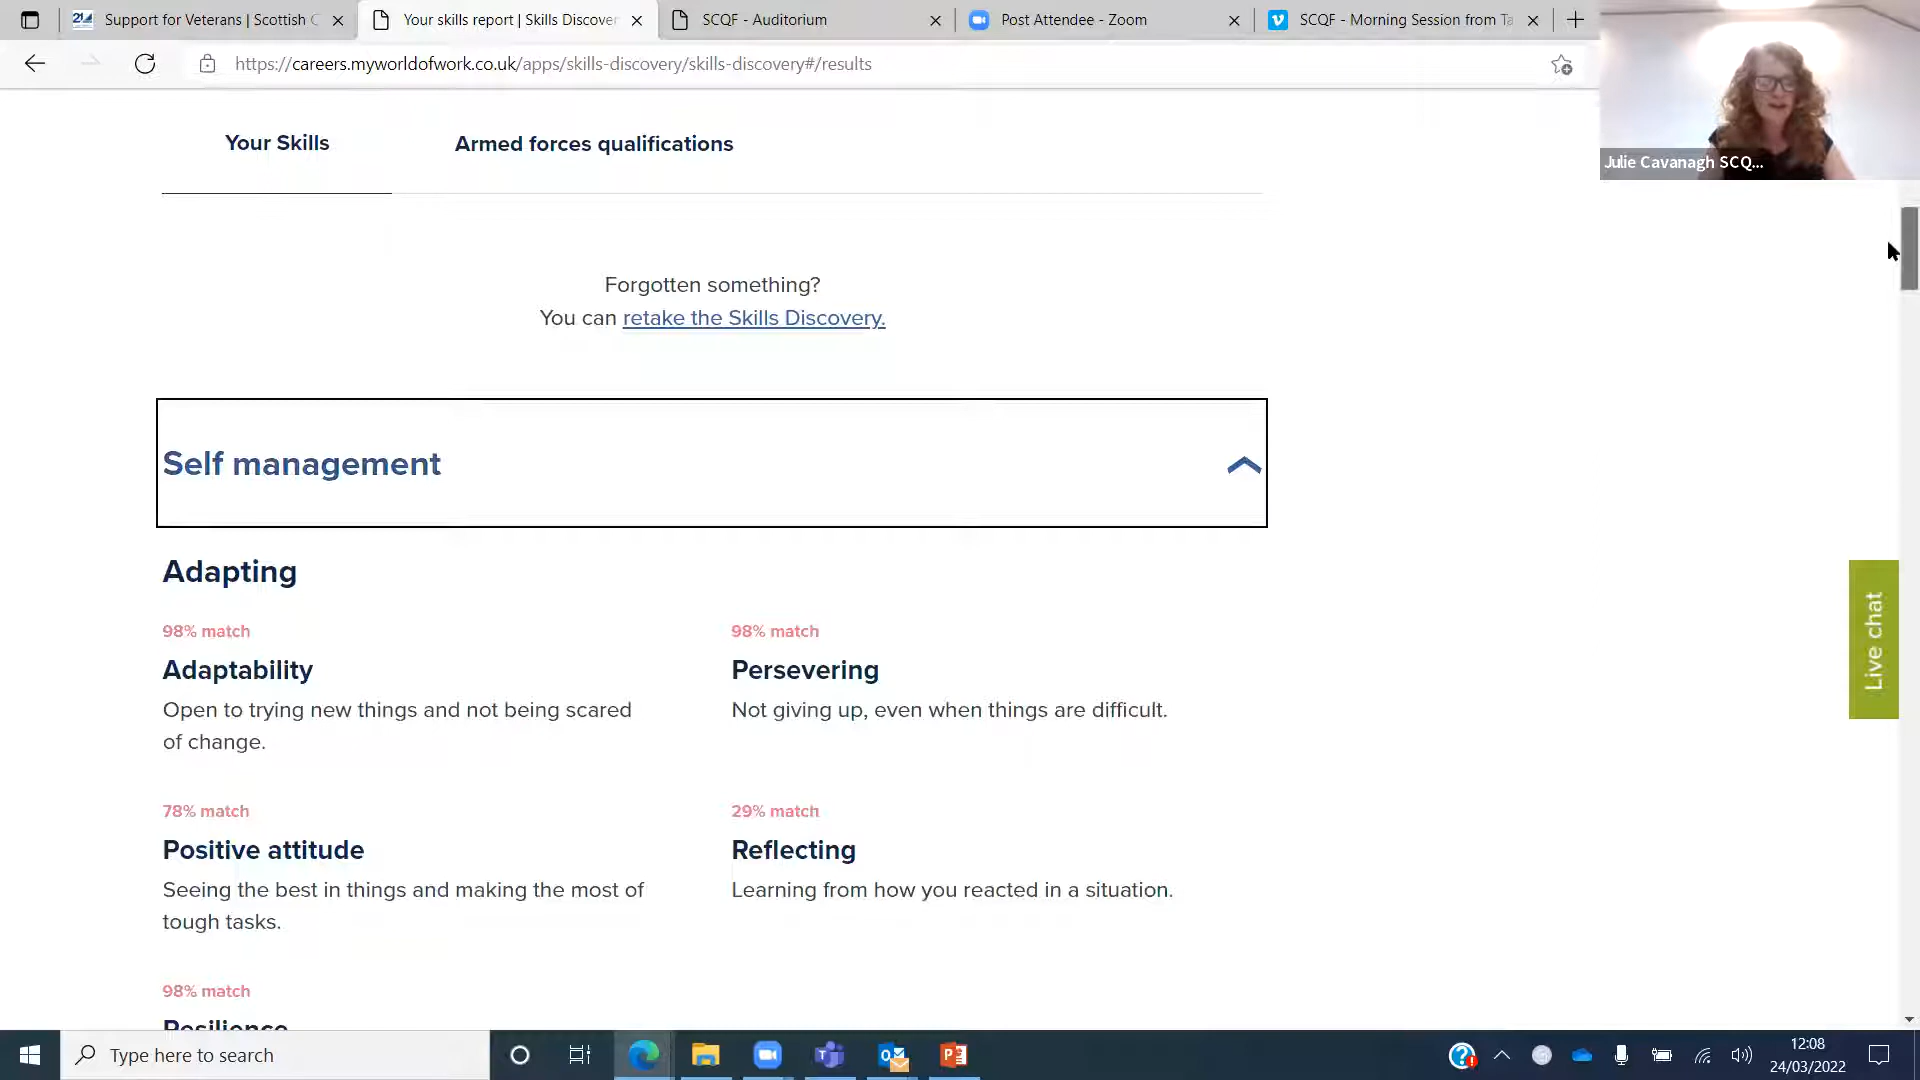 Support for Veterans | Scottish C
Your skills report | Skills Discover
SCQF - Auditorium
Post Attendee - Zoom
SCQF - Morning Session from Ta
https://careers.myworldofwork.co.uk/apps/skills-discovery/skills-discovery#/results
Julie Cavanagh SCQ...
Your Skills
Armed forces qualifications
Forgotten something?
You can retake the Skills Discovery.
Self management
Adapting
98% match
Adaptability
Open to trying new things and not being scared
of change.
98% match
Persevering
Not giving up, even when things are difficult.
78% match
Positive attitude
Seeing the best in things and making the most of
tough tasks.
29% match
Reflecting
Learning from how you reacted in a situation.
98% match
Resilience
Live chat
Type here to search
12:08
24/03/2022